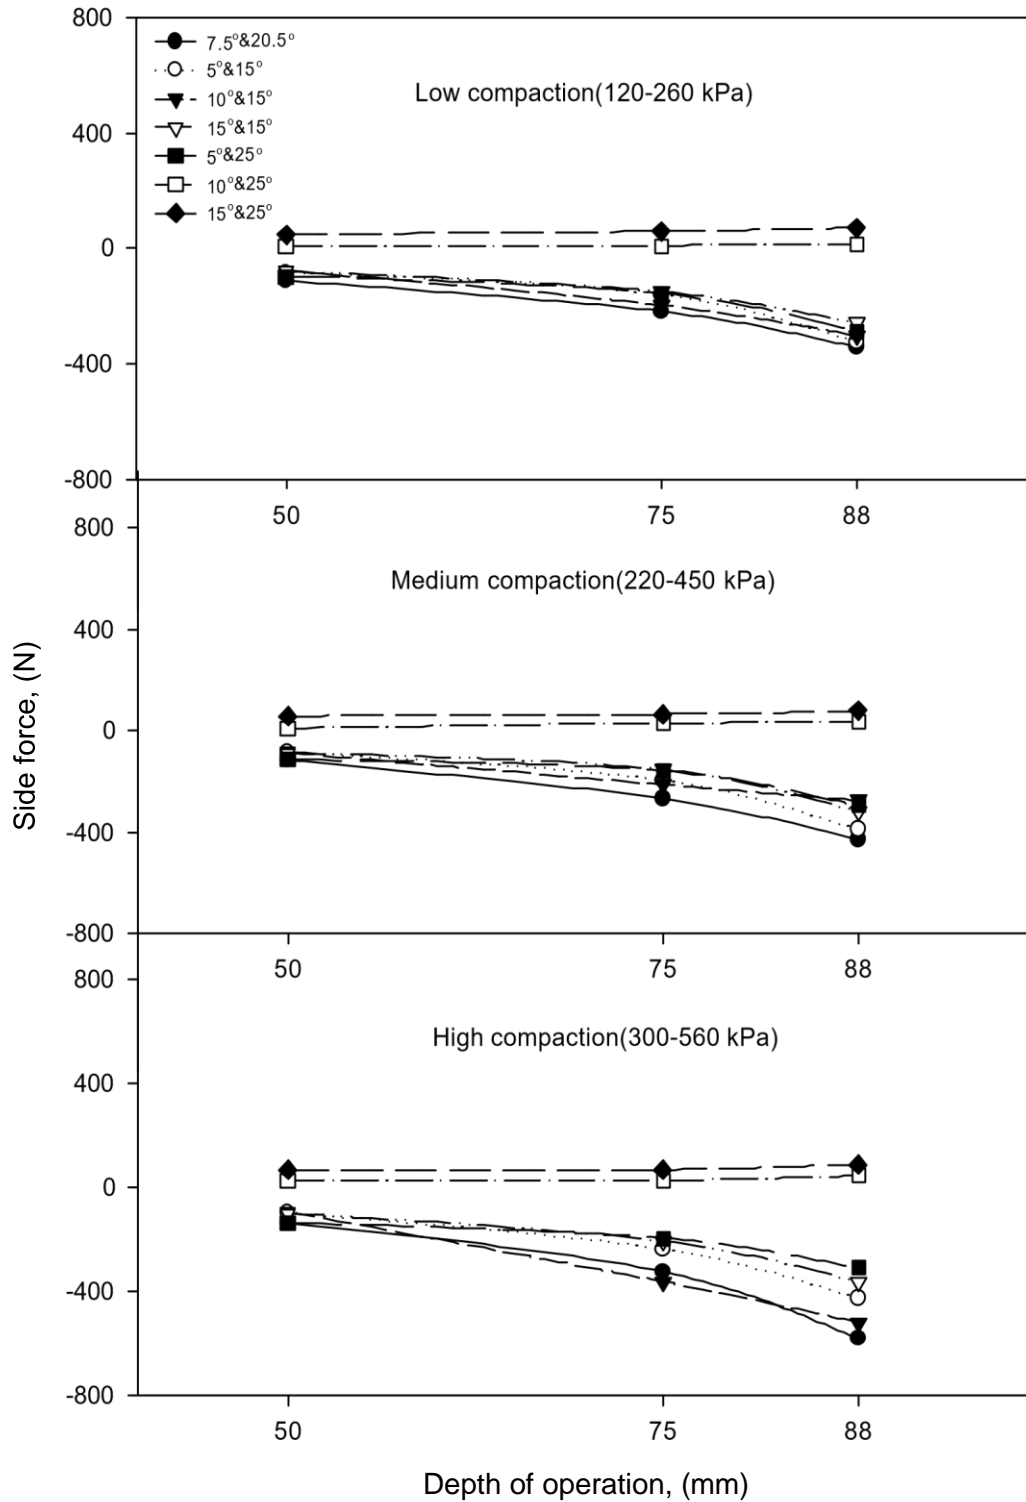 800
7.5°&20.5°
5°&15°
Low compaction(120-260 kPa)
10°&15°
15°&15°
400
5°&25°
10°&25°
15°&25°
0
-400
-800
50 75 88
800
Medium compaction(220-450 kPa)
400
Side force, (N)
0
-400
-800
50 75 88
800
High compaction(300-560 kPa)
400
0
-400
-800
50 75 88
Depth of operation, (mm)